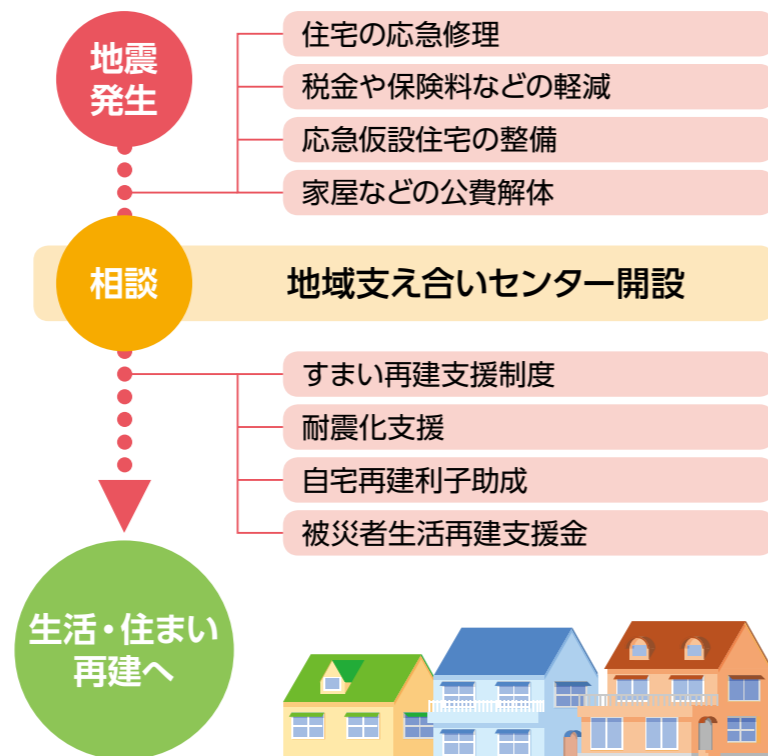 地震
発生
住宅の応急修理
税金や保険料などの軽減
応急仮設住宅の整備
家屋などの公費解体
相談
地域支え合いセンター開設
すまい再建支援制度
耐震化支援
自宅再建利子助成
被災者生活再建支援金
生活・住まい
再建へ